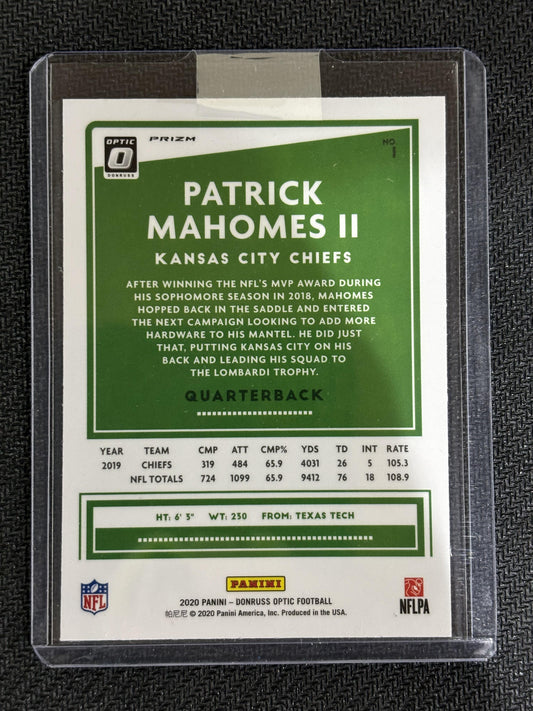 OPTIC
O
DONRUSS
PRIZM
NO.
1
PATRICK
MAHOMES II
KANSAS CITY CHIEFS
AFTER WINNING THE NFL'S MVP AWARD DURING
HIS SOPHOMORE SEASON IN 2018, MAHOMES
HOPPED BACK IN THE SADDLE AND ENTERED
THE NEXT CAMPAIGN LOOKING TO ADD MORE
HARDWARE TO HIS MANTEL. HE DID JUST
THAT, PUTTING KANSAS CITY ON HIS
BACK AND LEADING HIS SQUAD TO
THE LOMBARDI TROPHY.
QUARTERBACK
YEAR TEAM CMP ATT CMP% YDS TD INT RATE
2019 CHIEFS 319 484 65.9 4031 26 5 105.3
NFL TOTALS 724 1099 65.9 9412 76 18 108.9
HT: 6' 3" WT: 230 FROM: TEXAS TECH
NFL
PANINI
NFLPA
2020 PANINI – DONRUSS OPTIC FOOTBALL
帕尼尼 © 2020 Panini America, Inc. Produced in the USA.